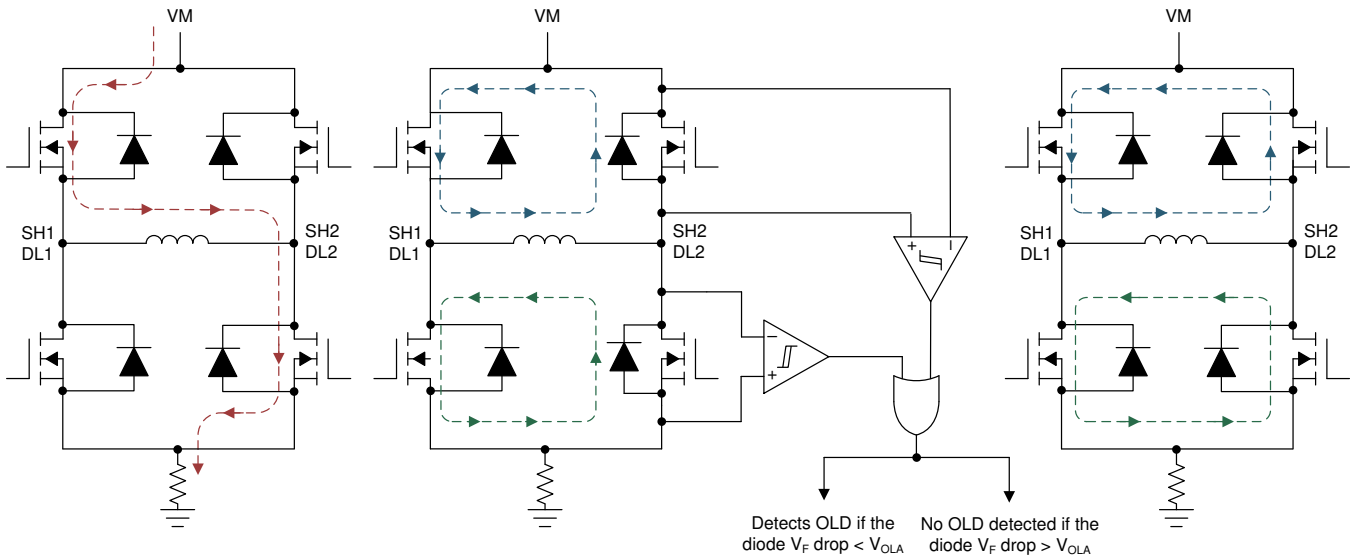 VM
VM
VM
SH1
DL1
SH2
DL2
SH1
DL1
SH2
DL2
+
−
−
+
SH1
DL1
SH2
DL2
Detects OLD if the
diode VF drop < VOLA
No OLD detected if the
diode VF drop > VOLA